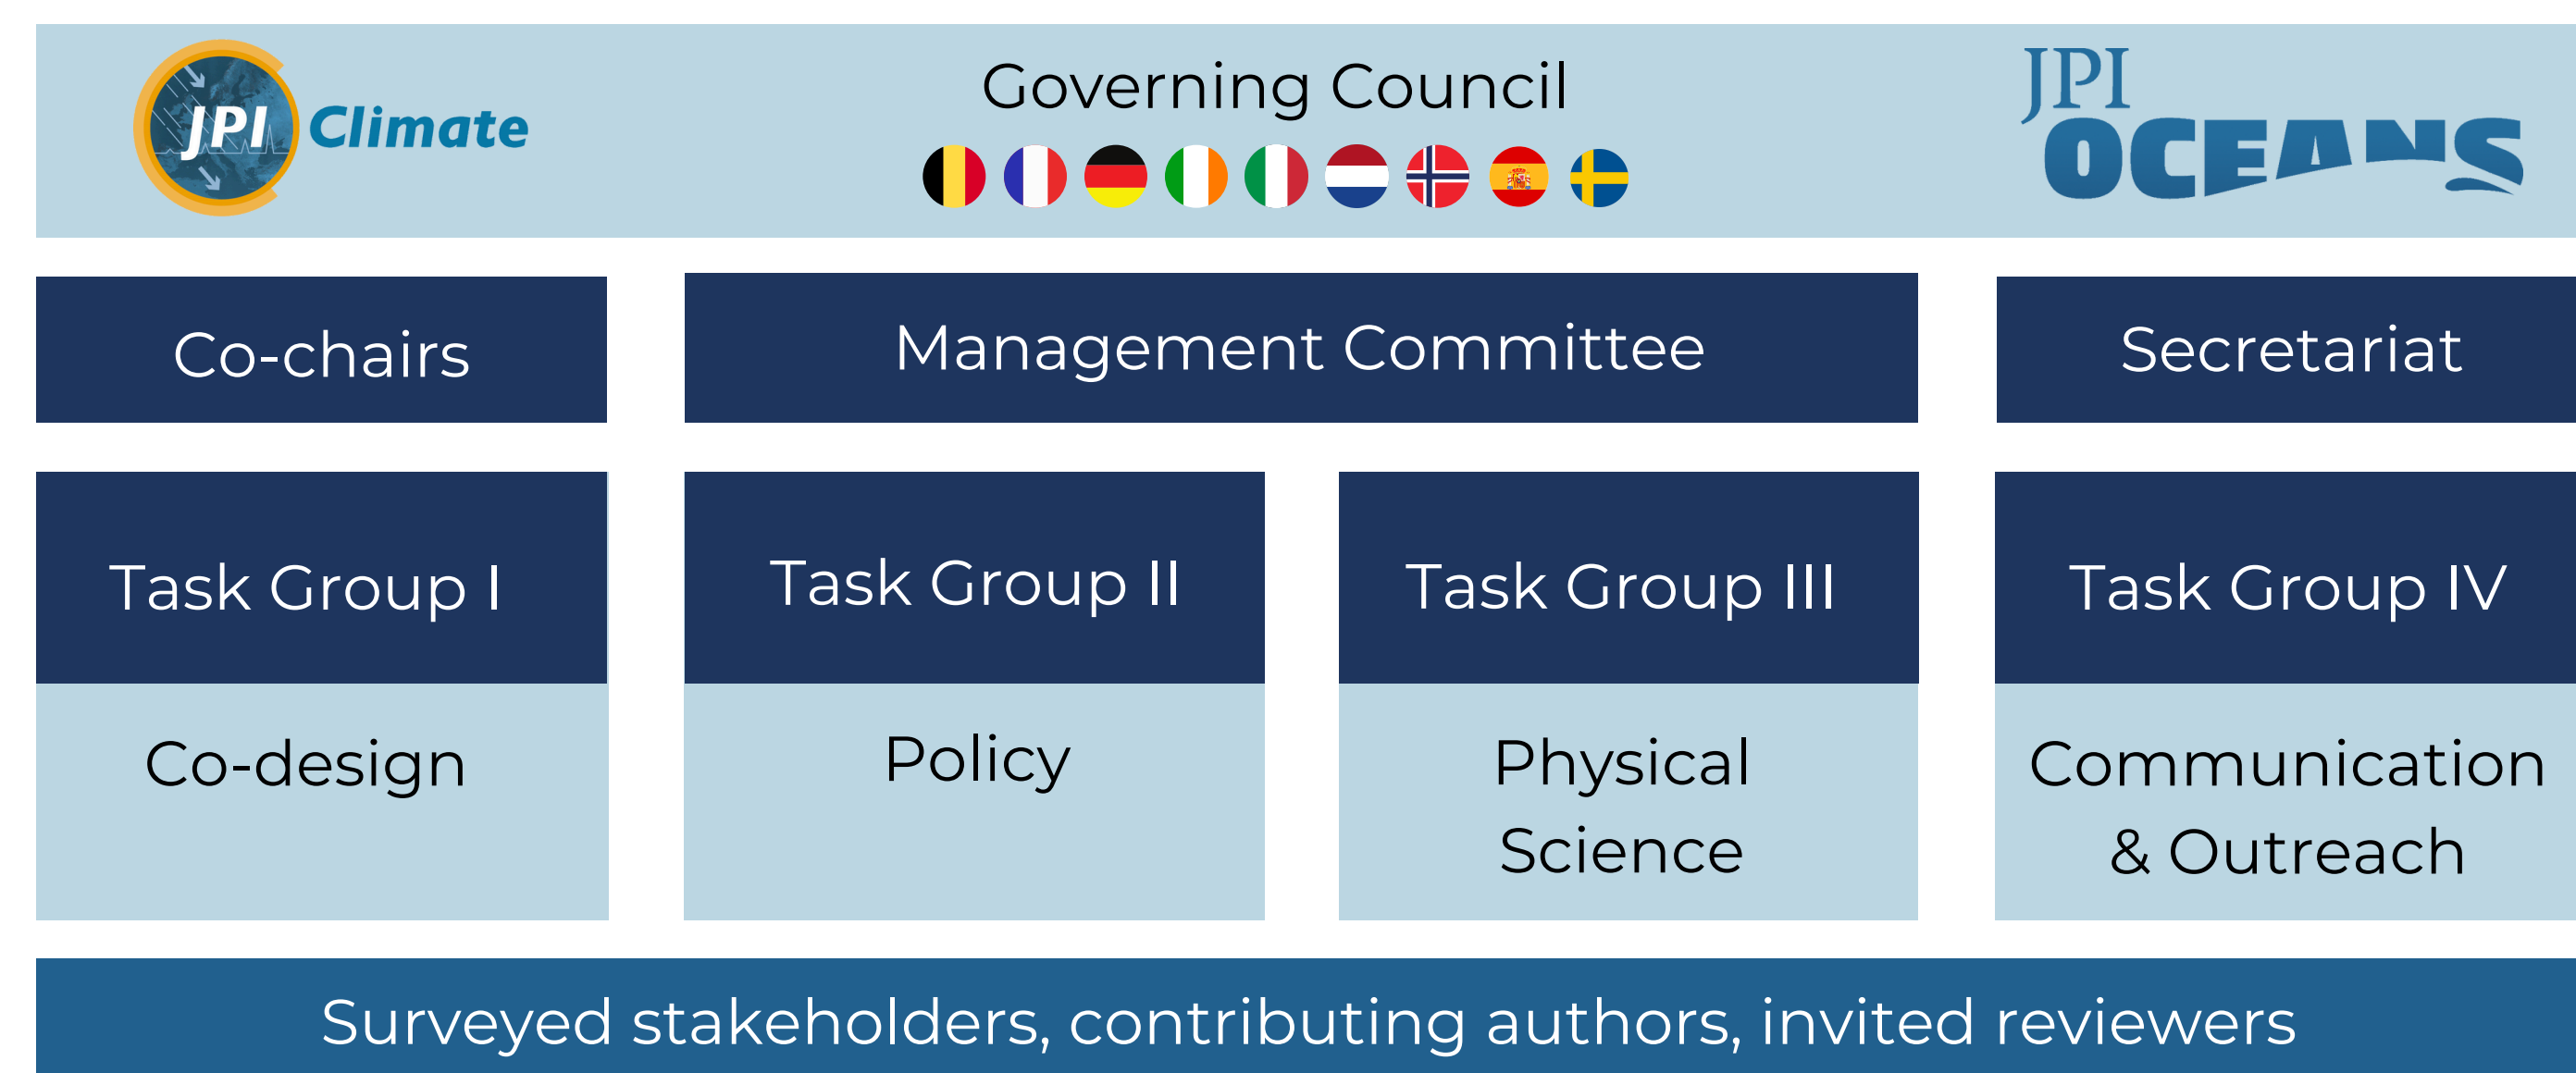 JPI Climate
Governing Council
JPI
OCEANS
Co-chairs
Management Committee
Secretariat
Task Group I
Task Group II
Task Group III
Task Group IV
Co-design
Policy
Physical
Science
Communication
& Outreach
Surveyed stakeholders, contributing authors, invited reviewers